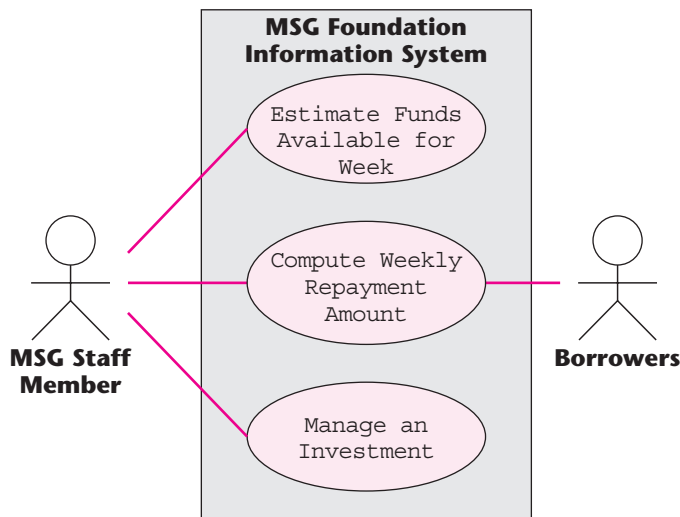 MSG Foundation
Information System
Estimate Funds
Available for
Week
Compute Weekly
Repayment
Amount
MSG Staff
Member
Borrowers
Manage an
Investment